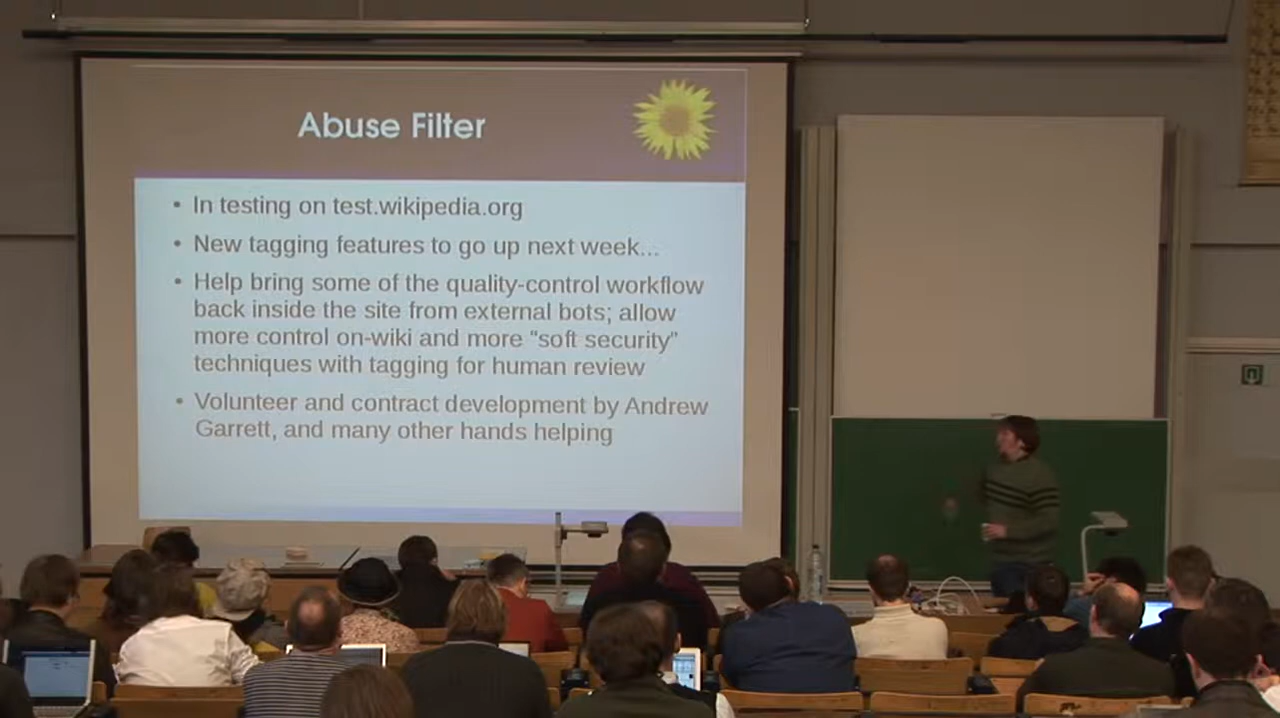 Abuse Filter
• In testing on test.wikipedia.org
• New tagging features to go up next week...
• Help bring some of the quality-control workflow
back inside the site from external bots; allow
more control on-wiki and more “soft security”
techniques with tagging for human review
• Volunteer and contract development by Andrew
Garrett, and many other hands helping